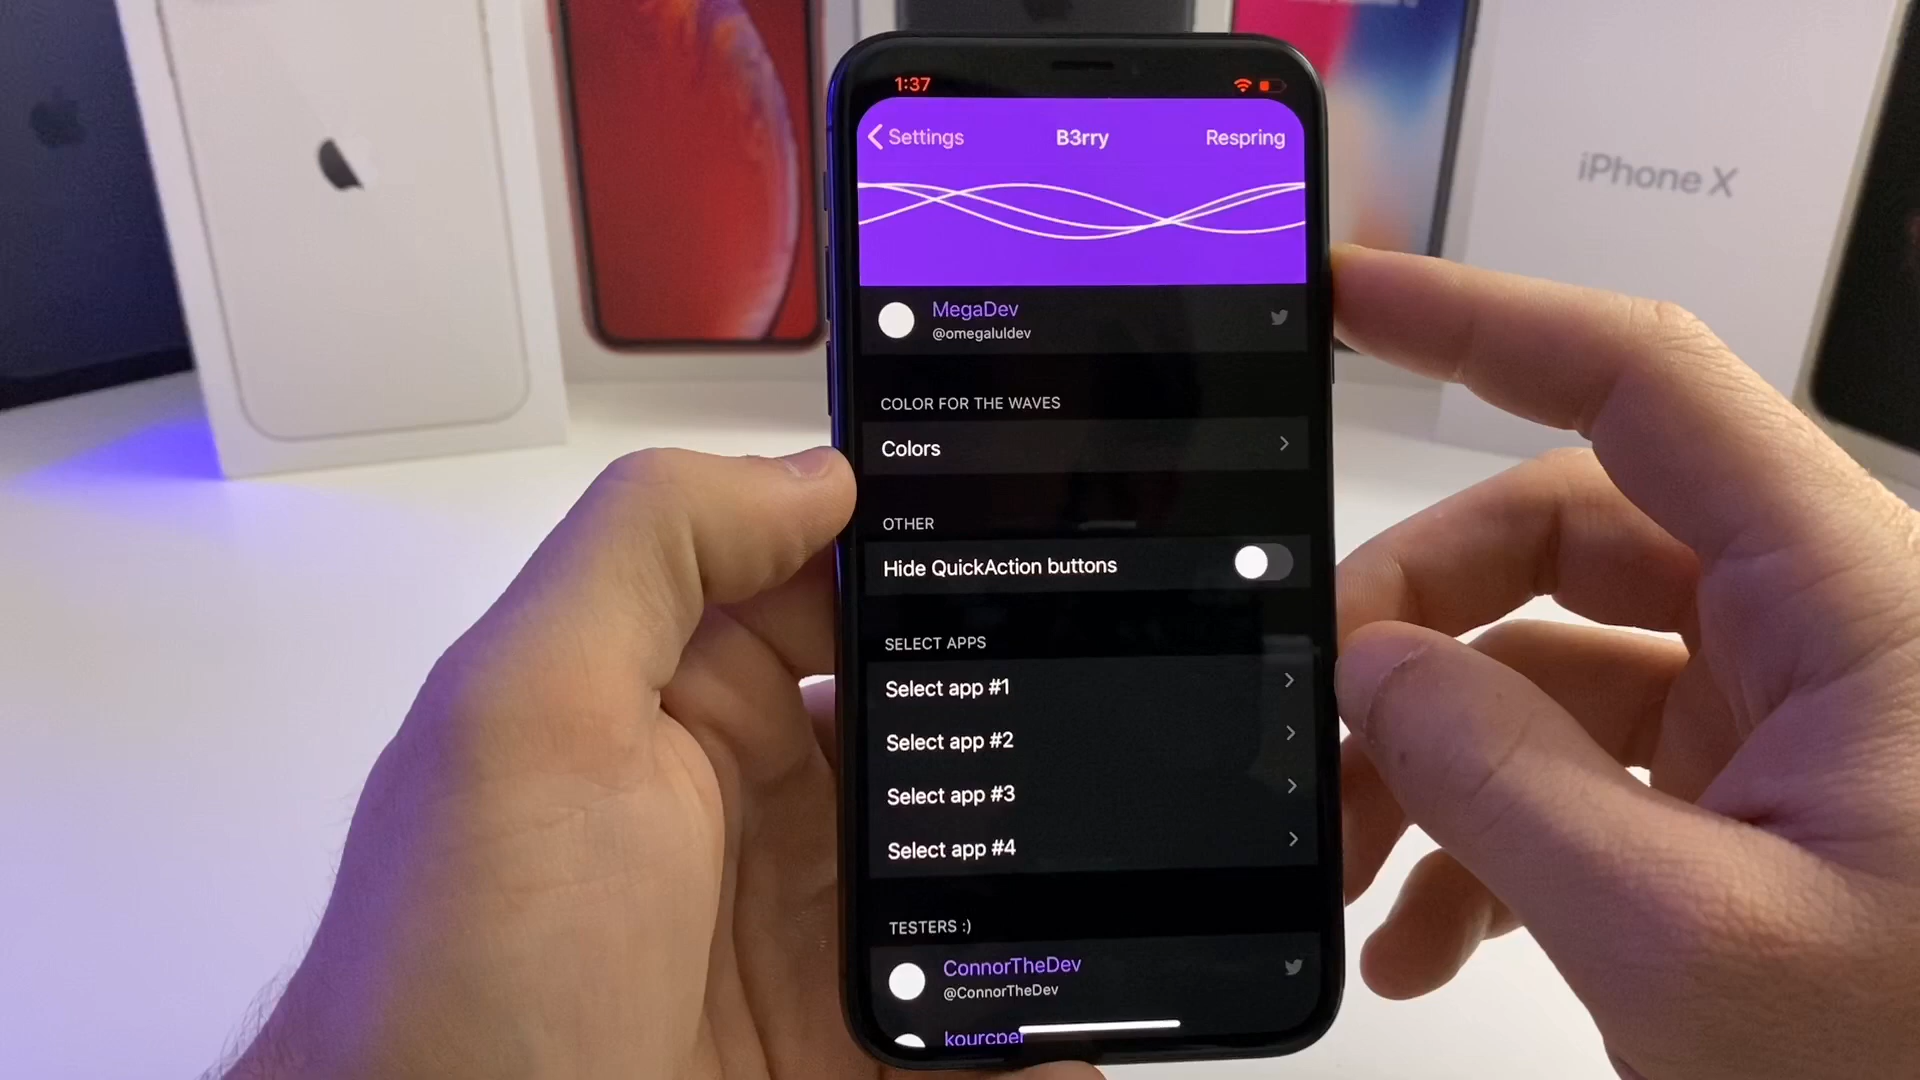 1:37
Settings
B3rry
Respring
iPhone X
MegaDev
@omegaluldev
COLOR FOR THE WAVES
Colors
OTHER
Hide QuickAction buttons
SELECT APPS
Select app #1
Select app #2
Select app #3
Select app #4
TESTERS :)
ConnorTheDev
@ConnorTheDev